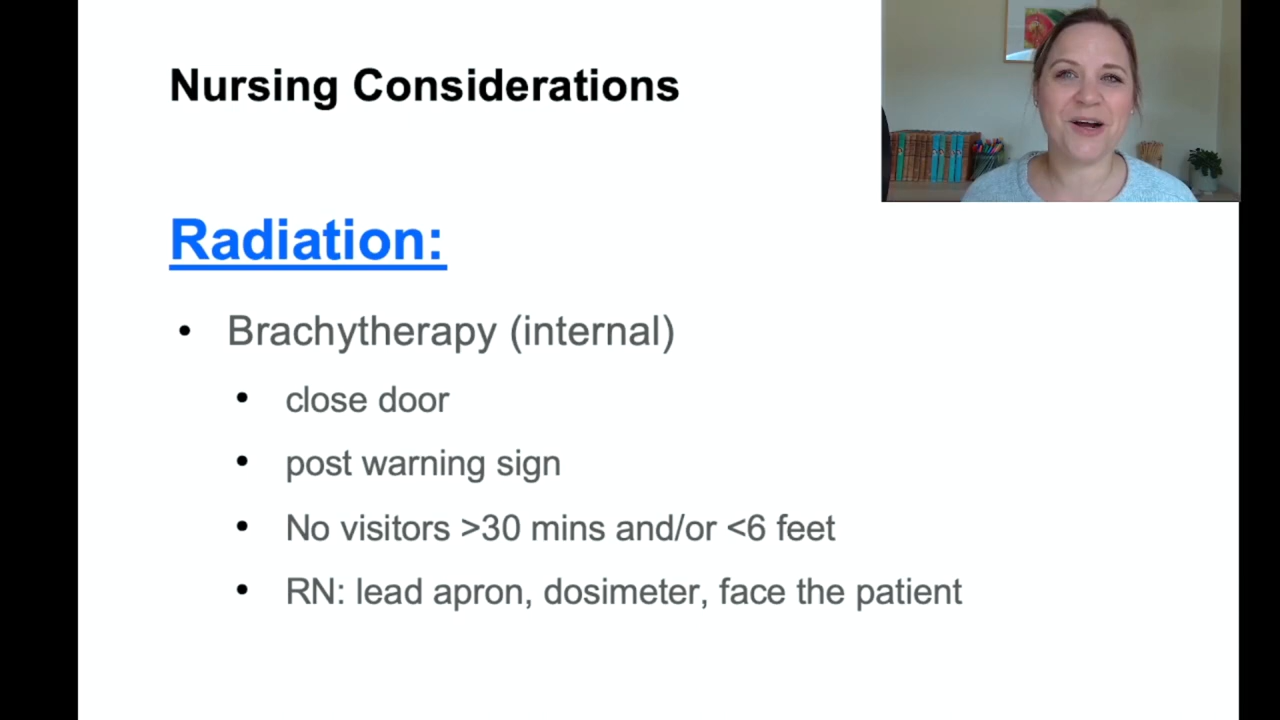 Nursing Considerations
Radiation:
• Brachytherapy (internal)
• close door
• post warning sign
• No visitors >30 mins and/or <6 feet
• RN: lead apron, dosimeter, face the patient